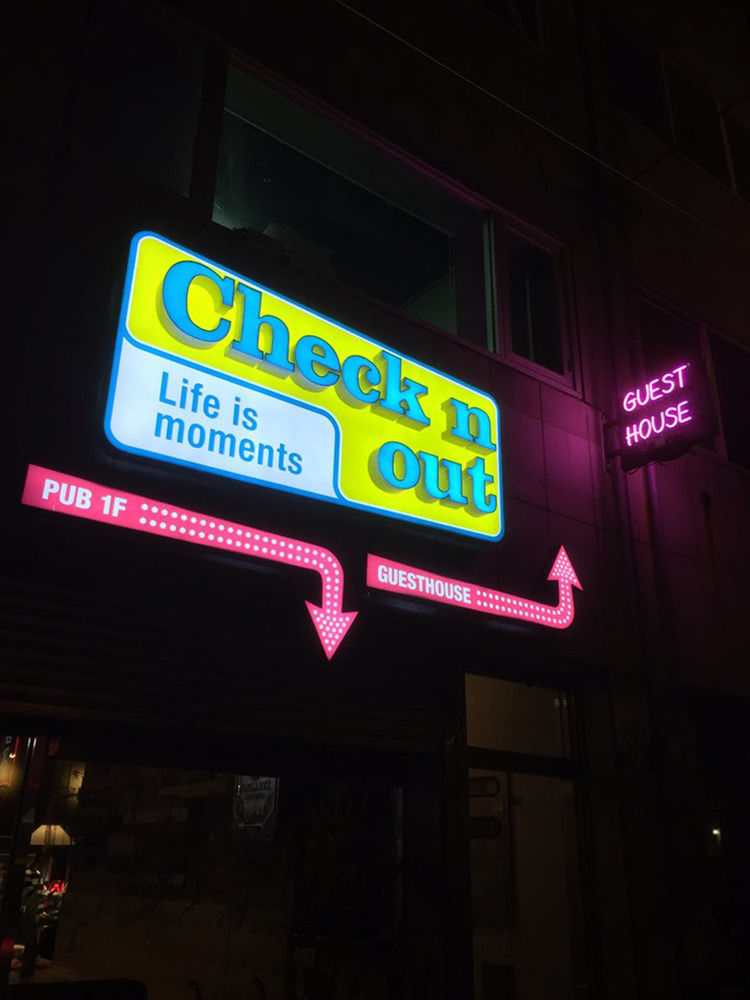 Check n
out
Life is
moments
PUB 1F
GUESTHOUSE
GUEST
HOUSE